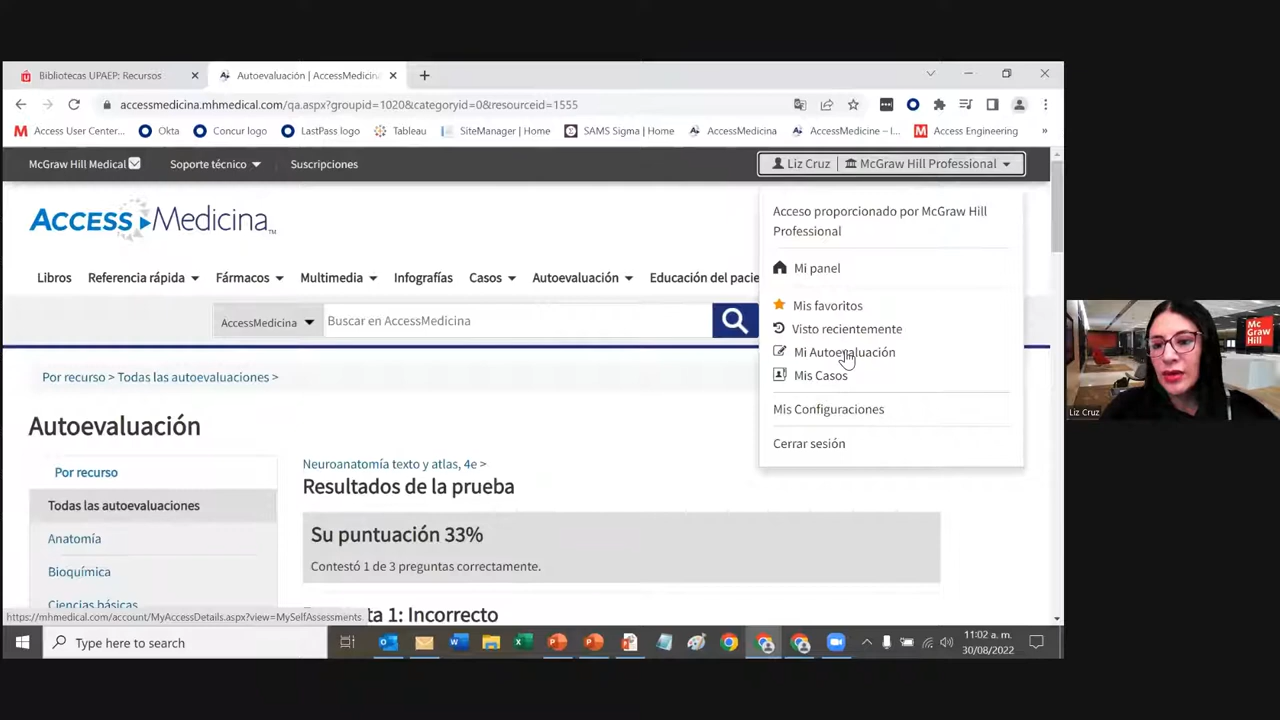 Bibliotecas UPAEP: Recursos
Autoevaluación | AccessMedicina
accessmedicina.mhmedical.com/qa.aspx?groupid=1020&categoryid=0&resourceid=1555
Access User Center...
Okta
Concur logo
LastPass logo
Tableau
SiteManager | Home
SAMS Sigma | Home
AccessMedicina
AccessMedicine – I...
Access Engineering
»
McGraw Hill Medical
Soporte técnico
Suscripciones
Liz Cruz
McGraw Hill Professional
Access Medicina™
Acceso proporcionado por McGraw Hill
Professional
Mi panel
Mis favoritos
Visto recientemente
Mi Autoevaluación
Mis Casos
Mis Configuraciones
Cerrar sesión
Libros
Referencia rápida
Fármacos
Multimedia
Infografías
Casos
Autoevaluación
Educación del pacie
AccessMedicina
Buscar en AccessMedicina
Por recurso > Todas las autoevaluaciones >
Autoevaluación
Por recurso
Todas las autoevaluaciones
Anatomía
Bioquímica
Ciencias básicas
Neuroanatomía texto y atlas, 4e >
Resultados de la prueba
Su puntuación 33%
Contestó 1 de 3 preguntas correctamente.
ta 1: Incorrecto
https://mhmedical.com/account/MyAccessDetails.aspx?view=MySelfAssessments
Type here to search
11:02 a. m.
30/08/2022
Mc
Graw
Hill
Liz Cruz